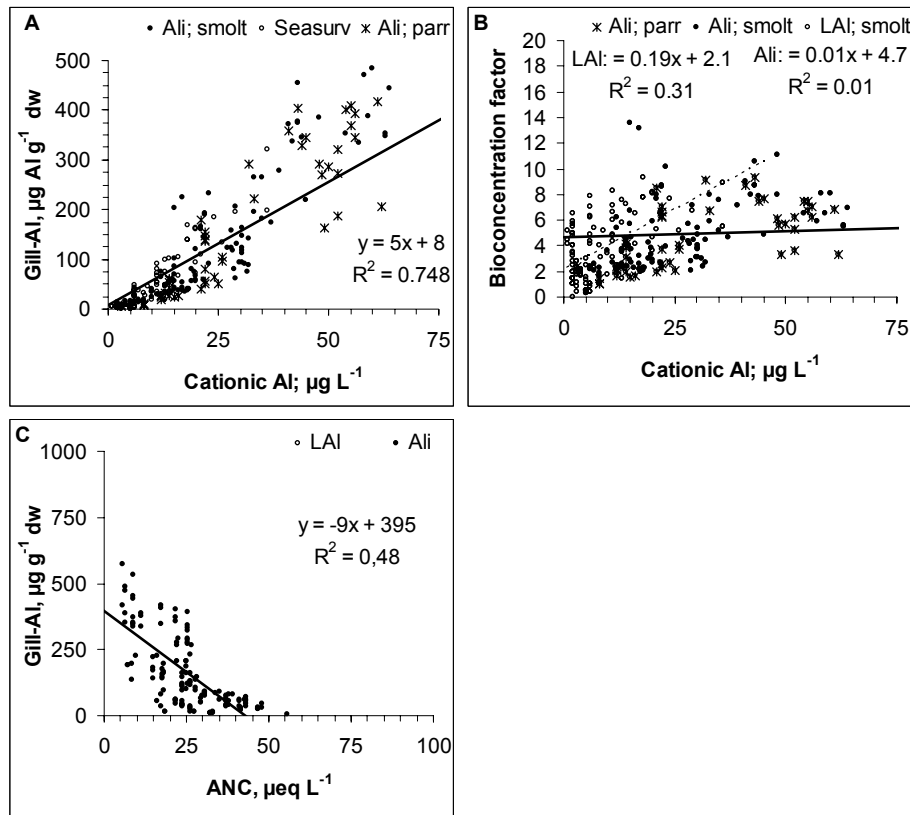 A
• Ali; smolt ○ Seasurv ж Ali; parr
500
400
300
200
100
0
Gill-Al, µg Al g⁻¹ dw
y = 5x + 8
R² = 0.748
0 25 50 75
Cationic Al; µg L⁻¹
B
ж Ali; parr • Ali; smolt ○ LAl; smolt
LAl: = 0.19x + 2.1
R² = 0.31
Ali: = 0.01x + 4.7
R² = 0.01
20
18
16
14
12
10
8
6
4
2
0
Bioconcentration factor
0 25 50 75
Cationic Al; µg L⁻¹
C
○ LAl • Ali
1000
750
500
250
0
Gill-Al, µg g⁻¹ dw
y = -9x + 395
R² = 0,48
0 25 50 75 100
ANC, µeq L⁻¹